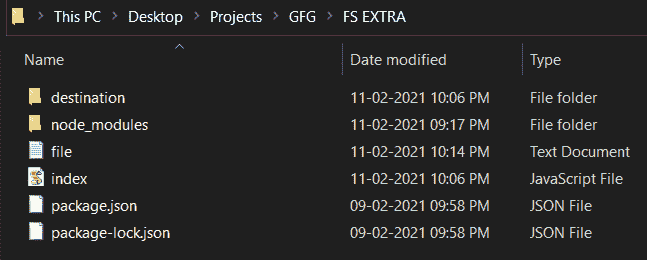 This PC > Desktop > Projects > GFG > FS EXTRA
Name Date modified Type
destination 11-02-2021 10:06 PM File folder
node_modules 11-02-2021 09:17 PM File folder
file 11-02-2021 10:14 PM Text Document
index 11-02-2021 10:06 PM JavaScript File
package.json 09-02-2021 09:58 PM JSON File
package-lock.json 09-02-2021 09:58 PM JSON File